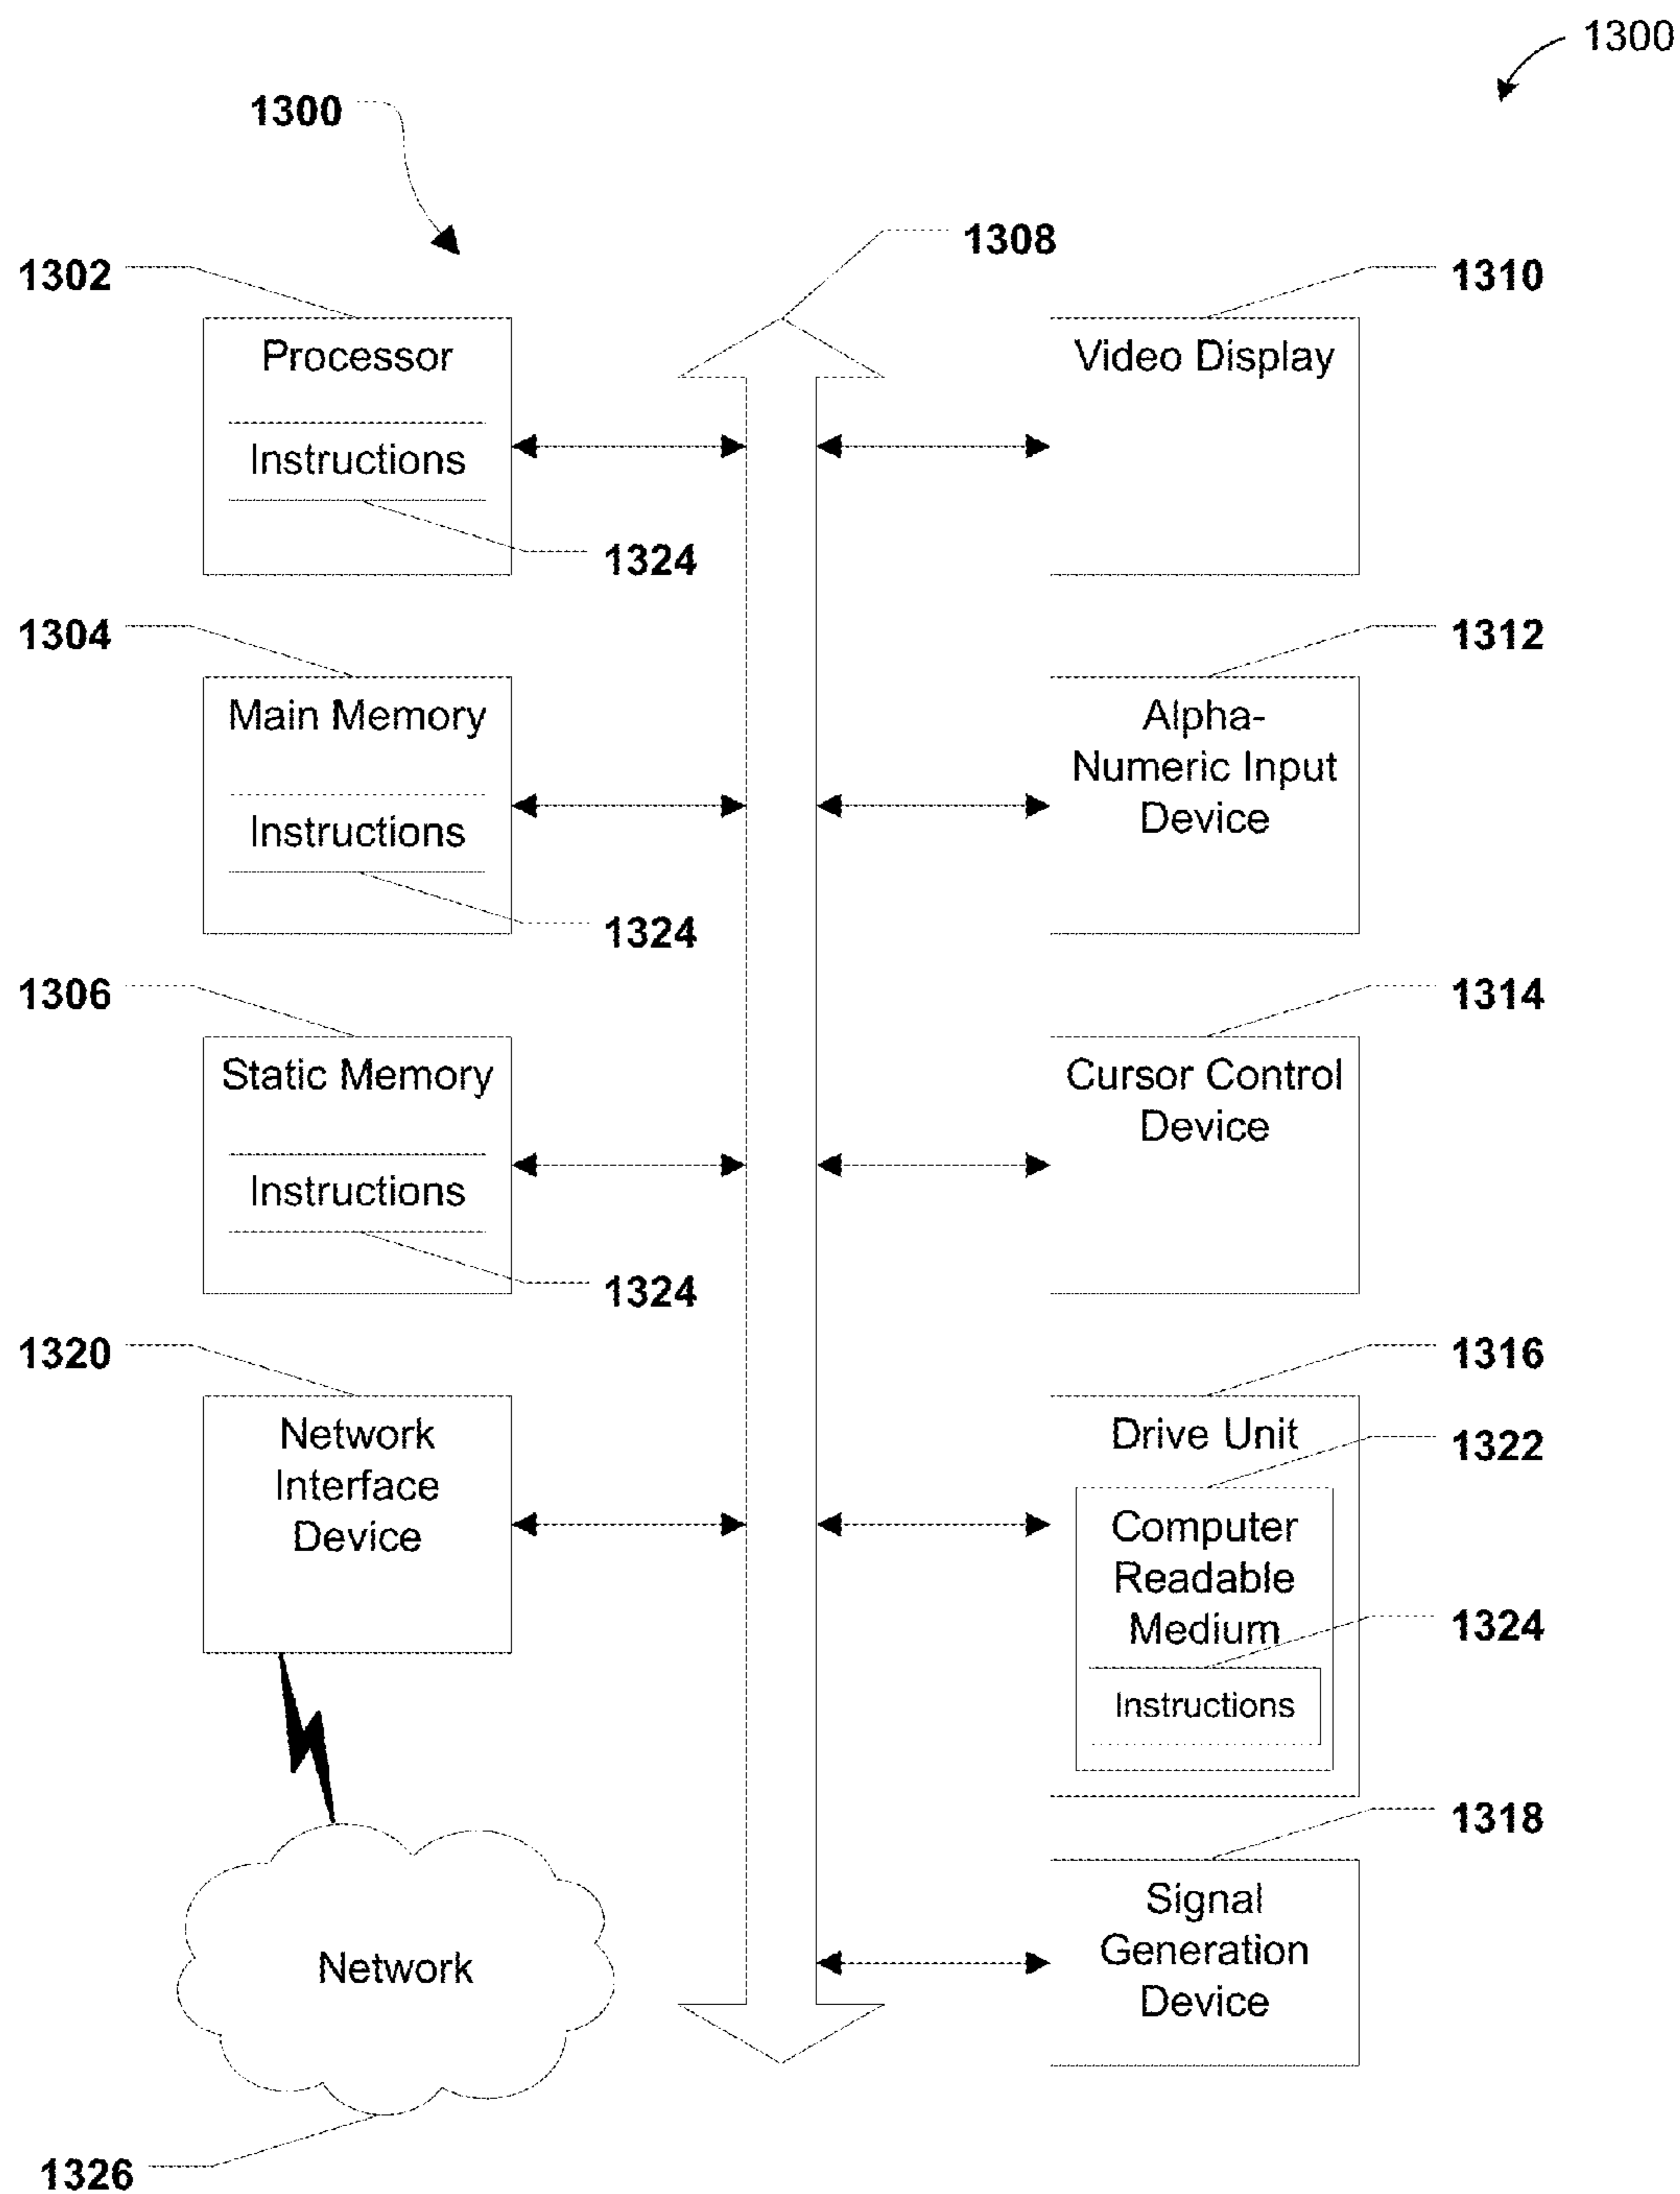 1300
1300
1308
1302
1310
Processor
Instructions
1324
Video Display
1304
1312
Main Memory
Instructions
1324
Alpha-
Numeric Input
Device
1306
1314
Static Memory
Instructions
1324
Cursor Control
Device
1320
1316
Network
Interface
Device
Drive Unit
1322
Computer
Readable
Medium
1324
Instructions
1318
Signal
Generation
Device
Network
1326